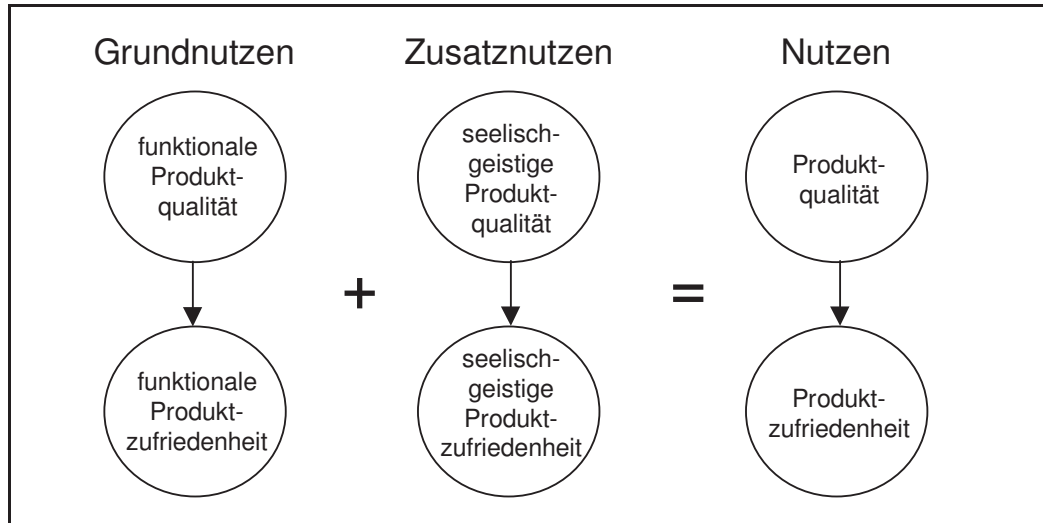 Grundnutzen
Zusatznutzen
Nutzen
funktionale
Produkt-
qualität
seelisch-
geistige
Produkt-
qualität
Produkt-
qualität
+
=
funktionale
Produkt-
zufriedenheit
seelisch-
geistige
Produkt-
zufriedenheit
Produkt-
zufriedenheit